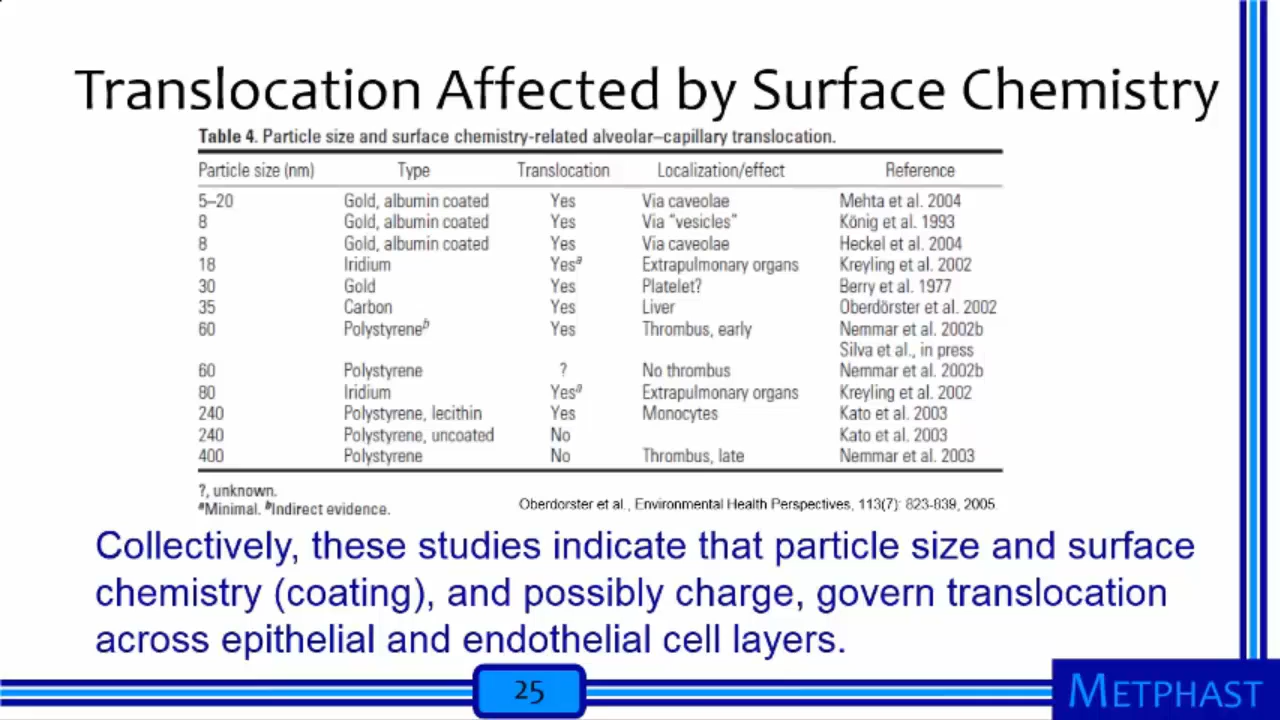 Translocation Affected by Surface Chemistry
Table 4. Particle size and surface chemistry-related alveolar–capillary translocation.
Particle size (nm) Type Translocation Localization/effect Reference
5–20 Gold, albumin coated Yes Via caveolae Mehta et al. 2004
8 Gold, albumin coated Yes Via "vesicles" König et al. 1993
8 Gold, albumin coated Yes Via caveolae Heckel et al. 2004
18 Iridium Yesᵃ Extrapulmonary organs Kreyling et al. 2002
30 Gold Yes Platelet? Berry et al. 1977
35 Carbon Yes Liver Oberdörster et al. 2002
60 Polystyreneᵇ Yes Thrombus, early Nemmar et al. 2002b
Silva et al., in press
60 Polystyrene ? No thrombus Nemmar et al. 2002b
80 Iridium Yesᵃ Extrapulmonary organs Kreyling et al. 2002
240 Polystyrene, lecithin Yes Monocytes Kato et al. 2003
240 Polystyrene, uncoated No Kato et al. 2003
400 Polystyrene No Thrombus, late Nemmar et al. 2003
?, unknown.
ᵃMinimal. ᵇIndirect evidence.
Oberdorster et al., Environmental Health Perspectives, 113(7): 823-839, 2005.
Collectively, these studies indicate that particle size and surface
chemistry (coating), and possibly charge, govern translocation
across epithelial and endothelial cell layers.
25
METPHAST